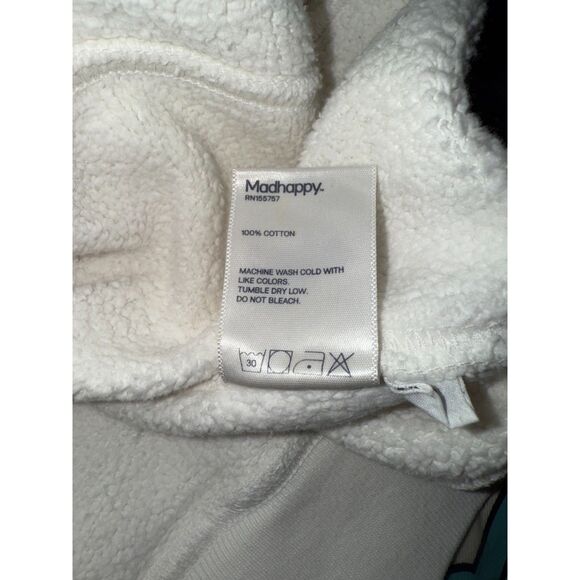 Madhappy.
RN155757
100% COTTON
MACHINE WASH COLD WITH
LIKE COLORS.
TUMBLE DRY LOW.
DO NOT BLEACH.
30